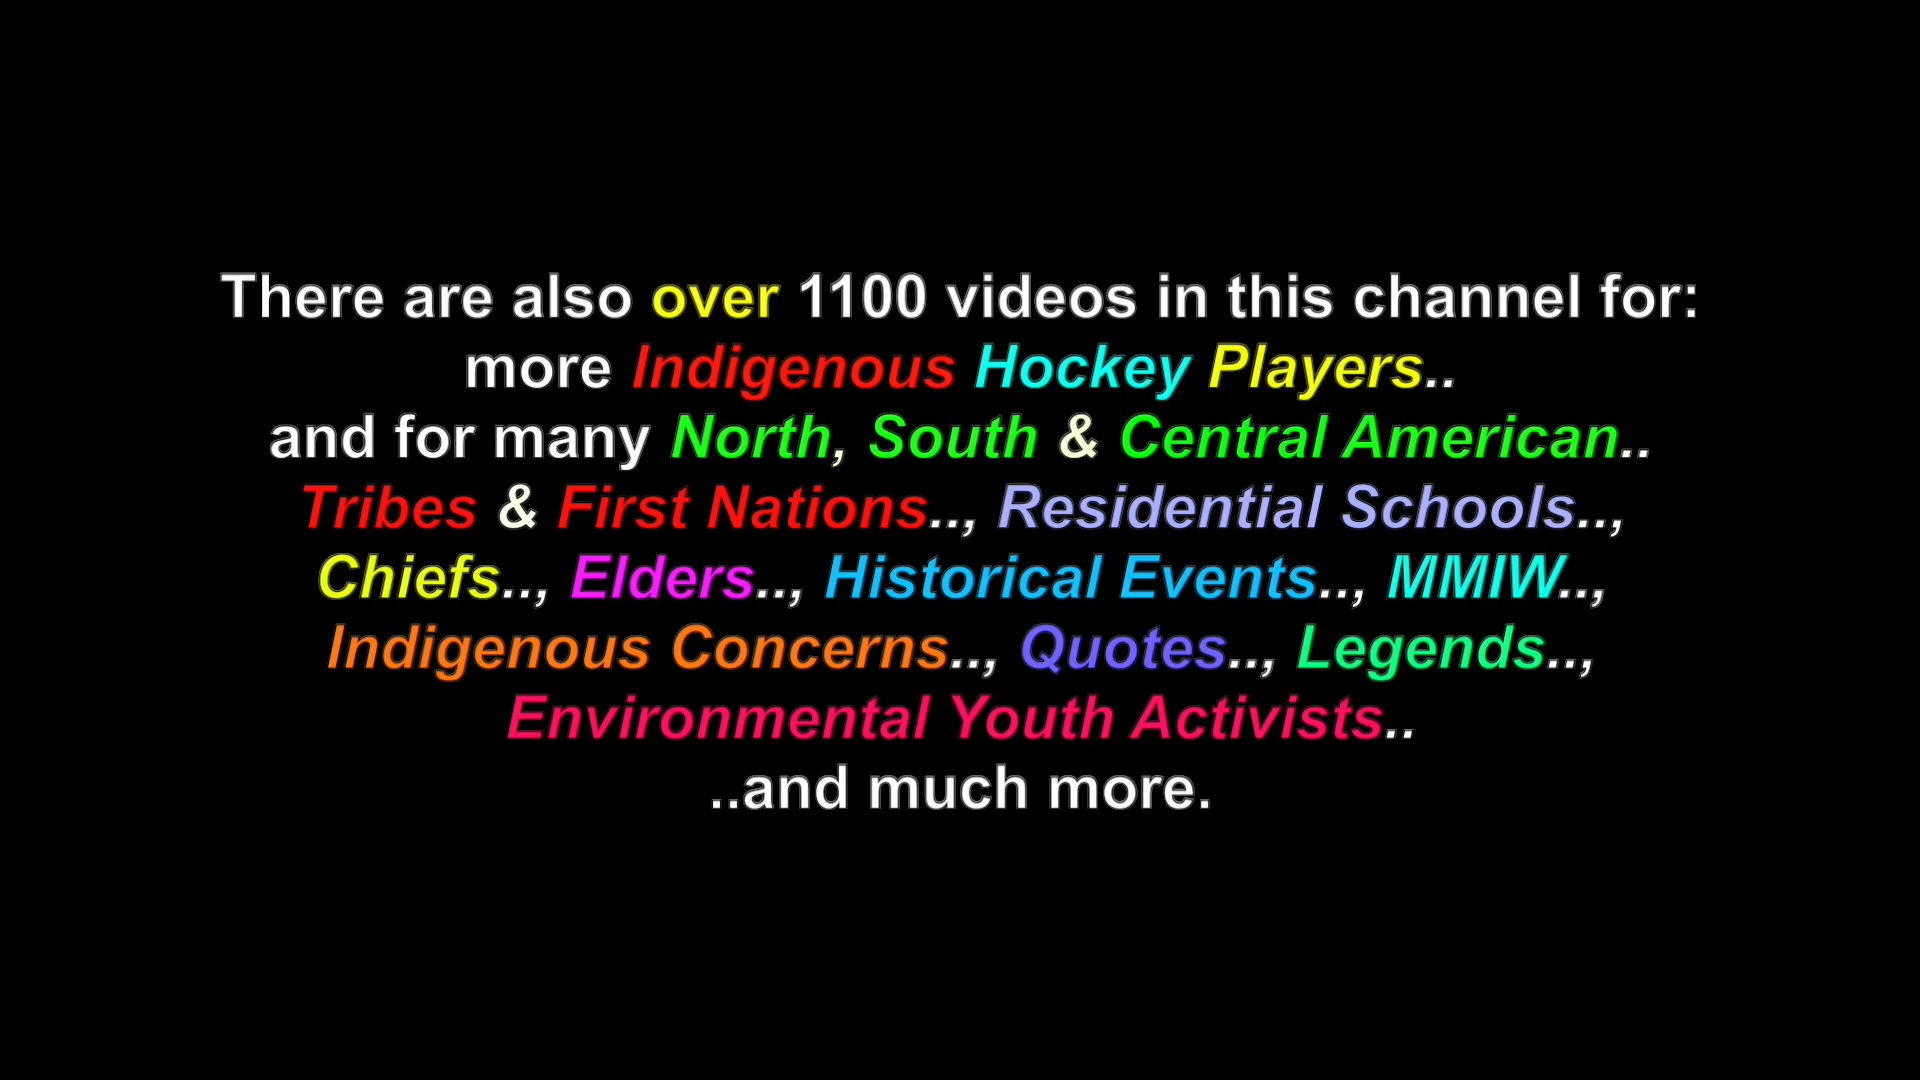 There are also over 1100 videos in this channel for:
more Indigenous Hockey Players..
and for many North, South & Central American..
Tribes & First Nations.., Residential Schools..,
Chiefs.., Elders.., Historical Events.., MMIW..,
Indigenous Concerns.., Quotes.., Legends..,
Environmental Youth Activists..
..and much more.